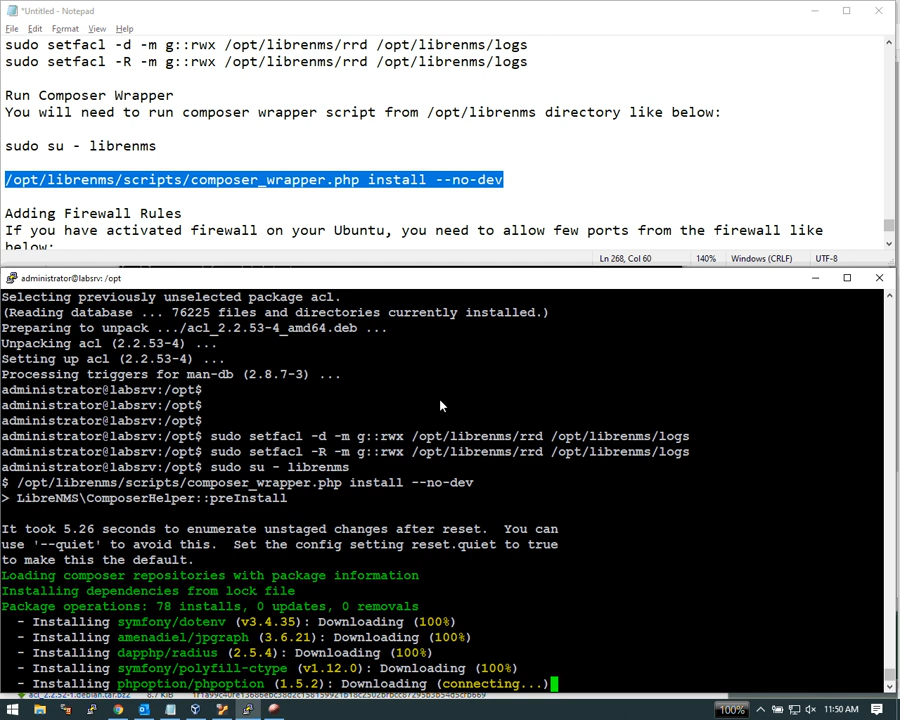 *Untitled - Notepad
File Edit Format View Help
sudo setfacl -d -m g::rwx /opt/librenms/rrd /opt/librenms/logs
sudo setfacl -R -m g::rwx /opt/librenms/rrd /opt/librenms/logs
Run Composer Wrapper
You will need to run composer wrapper script from /opt/librenms directory like below:
sudo su - librenms
/opt/librenms/scripts/composer_wrapper.php install --no-dev
Adding Firewall Rules
If you have activated firewall on your Ubuntu, you need to allow few ports from the firewall like
below:
Ln 268, Col 60 140% Windows (CRLF) UTF-8
administrator@labsrv: /opt
Selecting previously unselected package acl.
(Reading database ... 76225 files and directories currently installed.)
Preparing to unpack .../acl_2.2.53-4_amd64.deb ...
Unpacking acl (2.2.53-4) ...
Setting up acl (2.2.53-4) ...
Processing triggers for man-db (2.8.7-3) ...
administrator@labsrv:/opt$
administrator@labsrv:/opt$
administrator@labsrv:/opt$
administrator@labsrv:/opt$ sudo setfacl -d -m g::rwx /opt/librenms/rrd /opt/librenms/logs
administrator@labsrv:/opt$ sudo setfacl -R -m g::rwx /opt/librenms/rrd /opt/librenms/logs
administrator@labsrv:/opt$ sudo su - librenms
$ /opt/librenms/scripts/composer_wrapper.php install --no-dev
> LibreNMS\ComposerHelper::preInstall
It took 5.26 seconds to enumerate unstaged changes after reset.  You can
use '--quiet' to avoid this.  Set the config setting reset.quiet to true
to make this the default.
Loading composer repositories with package information
Installing dependencies from lock file
Package operations: 78 installs, 0 updates, 0 removals
- Installing symfony/dotenv (v3.4.35): Downloading (100%)
- Installing amenadiel/jpgraph (3.6.21): Downloading (100%)
- Installing dapphp/radius (2.5.4): Downloading (100%)
- Installing symfony/polyfill-ctype (v1.12.0): Downloading (100%)
- Installing phpoption/phpoption (1.5.2): Downloading (connecting...)
100% 11:50 AM